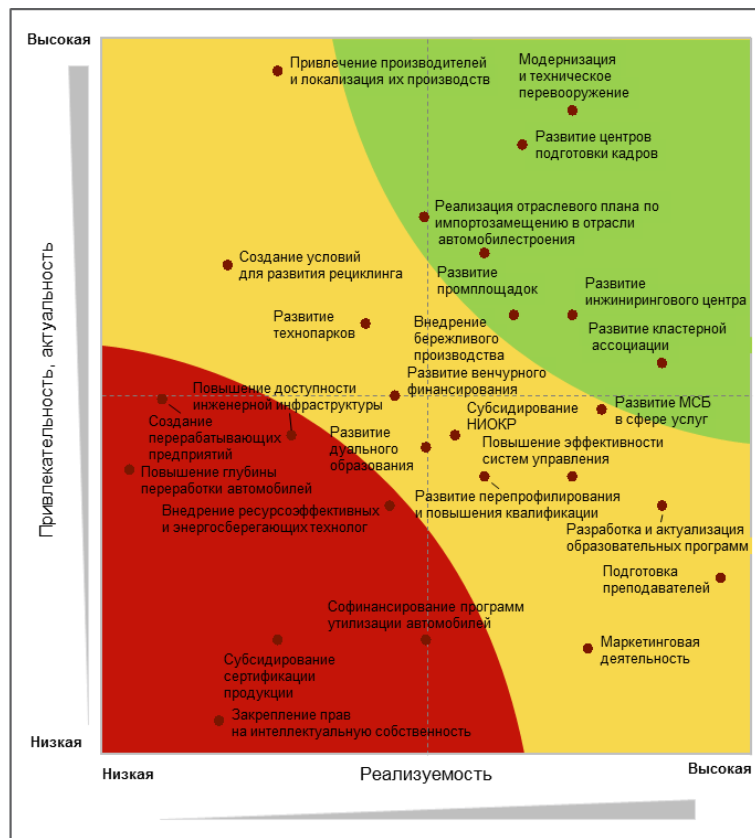 Высокая
Привлечение производителей
и локализация их производств
Модернизация
и техническое
перевооружение
Развитие центров
подготовки кадров
Реализация отраслевого плана по
импортозамещению в отрасли
автомобилестроения
Создание условий
для развития рециклинга
Развитие
промплощадок
Развитие
инжинирингового центра
Развитие
технопарков
Внедрение
бережливого
производства
Развитие кластерной
ассоциации
Развитие венчурного
финансирования
Повышение доступности
инженерной инфраструктуры
Субсидирование
НИОКР
Развитие МСБ
в сфере услуг
Создание
перерабатывающих
предприятий
Развитие
дуального
образования
Повышение эффективности
систем управления
Повышение глубины
переработки автомобилей
Внедрение ресурсоэффективных
и энергосберегающих технолог
Развитие перепрофилирования
и повышения квалификации
Разработка и актуализация
образовательных программ
Подготовка
преподавателей
Софинансирование программ
утилизации автомобилей
Маркетинговая
деятельность
Субсидирование
сертификации
продукции
Закрепление прав
на интеллектуальную собственность
Привлекательность, актуальность
Низкая
Низкая
Реализуемость
Высокая